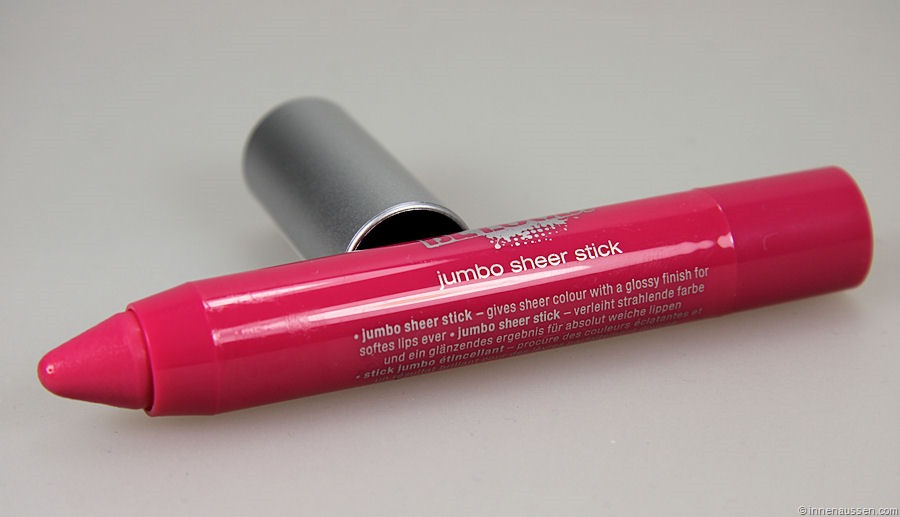 jumbo sheer stick
• jumbo sheer stick – gives sheer colour with a glossy finish for
softes lips ever • jumbo sheer stick – verleiht strahlende farbe
und ein glänzendes ergebnis für absolut weiche lippen
• stick jumbo étincellant – procure des couleurs éclatantes et
© innenaussen.com